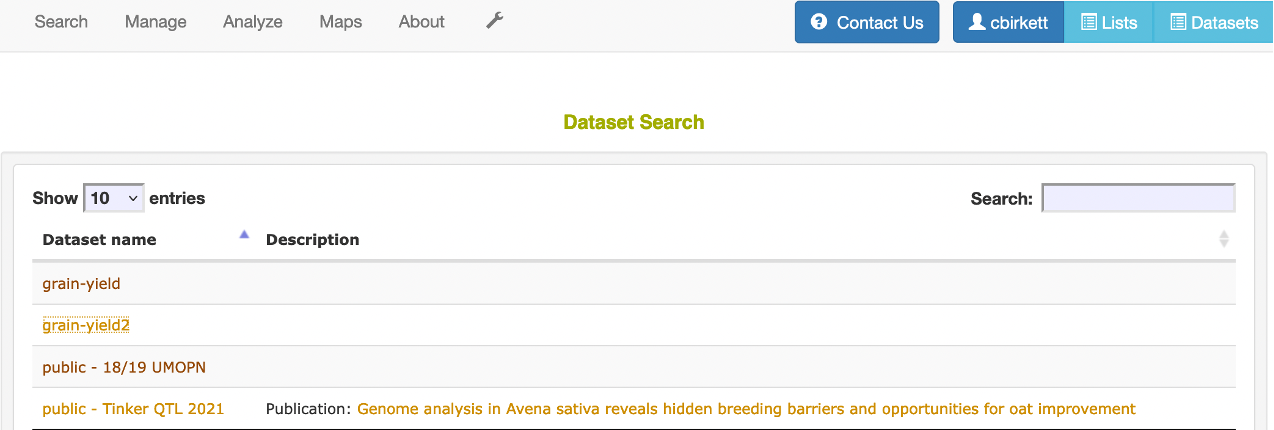 Search Manage Analyze Maps About Contact Us cbirkett Lists Datasets
Dataset Search
Show 10 entries Search:
Dataset name Description
grain-yield
grain-yield2
public - 18/19 UMOPN
public - Tinker QTL 2021 Publication: Genome analysis in Avena sativa reveals hidden breeding barriers and opportunities for oat improvement